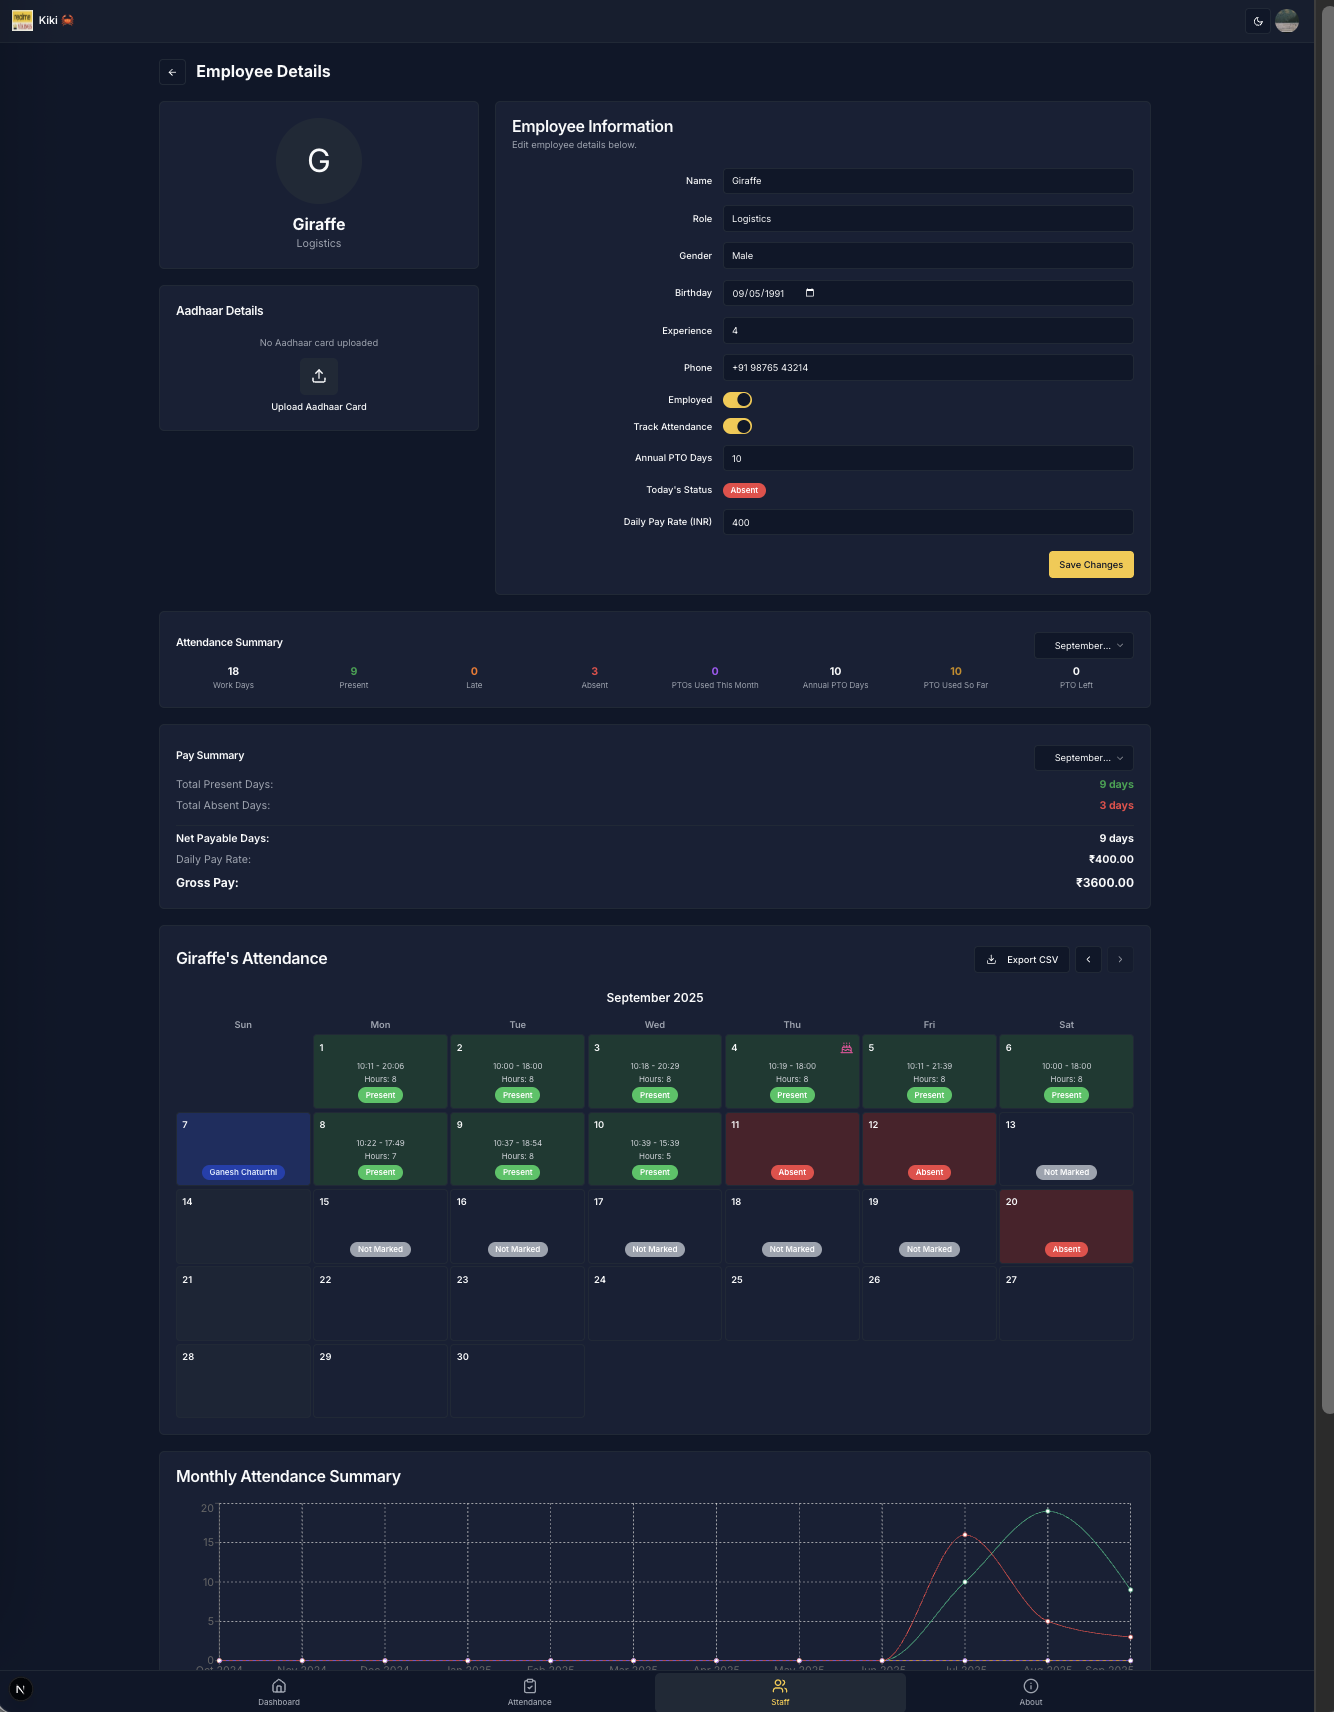 Kiki 🦀
Employee Details
G
Giraffe
Logistics
Aadhaar Details
No Aadhaar card uploaded
Upload Aadhaar Card
Employee Information
Edit employee details below.
Name Giraffe
Role Logistics
Gender Male
Birthday 09/05/1991
Experience 4
Phone +91 98765 43214
Employed
Track Attendance
Annual PTO Days 10
Today's Status Absent
Daily Pay Rate (INR) 400
Save Changes
Attendance Summary September...
18 9 0 3 0 10 10 0
Work Days Present Late Absent PTOs Used This Month Annual PTO Days PTO Used So Far PTO Left
Pay Summary September...
Total Present Days: 9 days
Total Absent Days: 3 days
Net Payable Days: 9 days
Daily Pay Rate: ₹400.00
Gross Pay: ₹3600.00
Giraffe's Attendance Export CSV
September 2025
Sun Mon Tue Wed Thu Fri Sat
1 2 3 4 5 6
10:11 - 20:06 10:00 - 18:00 10:18 - 20:29 10:19 - 18:00 10:11 - 21:39 10:00 - 18:00
Hours: 8 Hours: 8 Hours: 8 Hours: 8 Hours: 8 Hours: 8
Present Present Present Present Present Present
7 8 9 10 11 12 13
10:22 - 17:49 10:37 - 18:54 10:39 - 15:39
Hours: 7 Hours: 8 Hours: 5
Ganesh Chaturthi Present Present Present Absent Absent Not Marked
14 15 16 17 18 19 20
Not Marked Not Marked Not Marked Not Marked Not Marked Absent
21 22 23 24 25 26 27
28 29 30
Monthly Attendance Summary
20
15
10
5
0
Oct 2024 Nov 2024 Dec 2024 Jan 2025 Feb 2025 Mar 2025 Apr 2025 May 2025 Jun 2025 Jul 2025 Aug 2025 Sep 2025
N
Dashboard Attendance Staff About